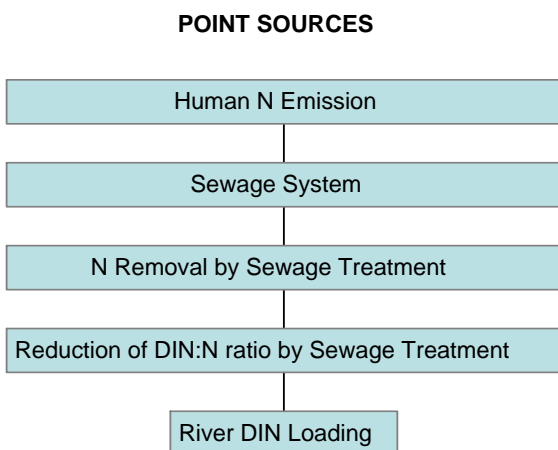 POINT SOURCES
Human N Emission
Sewage System
N Removal by Sewage Treatment
Reduction of DIN:N ratio by Sewage Treatment
River DIN Loading